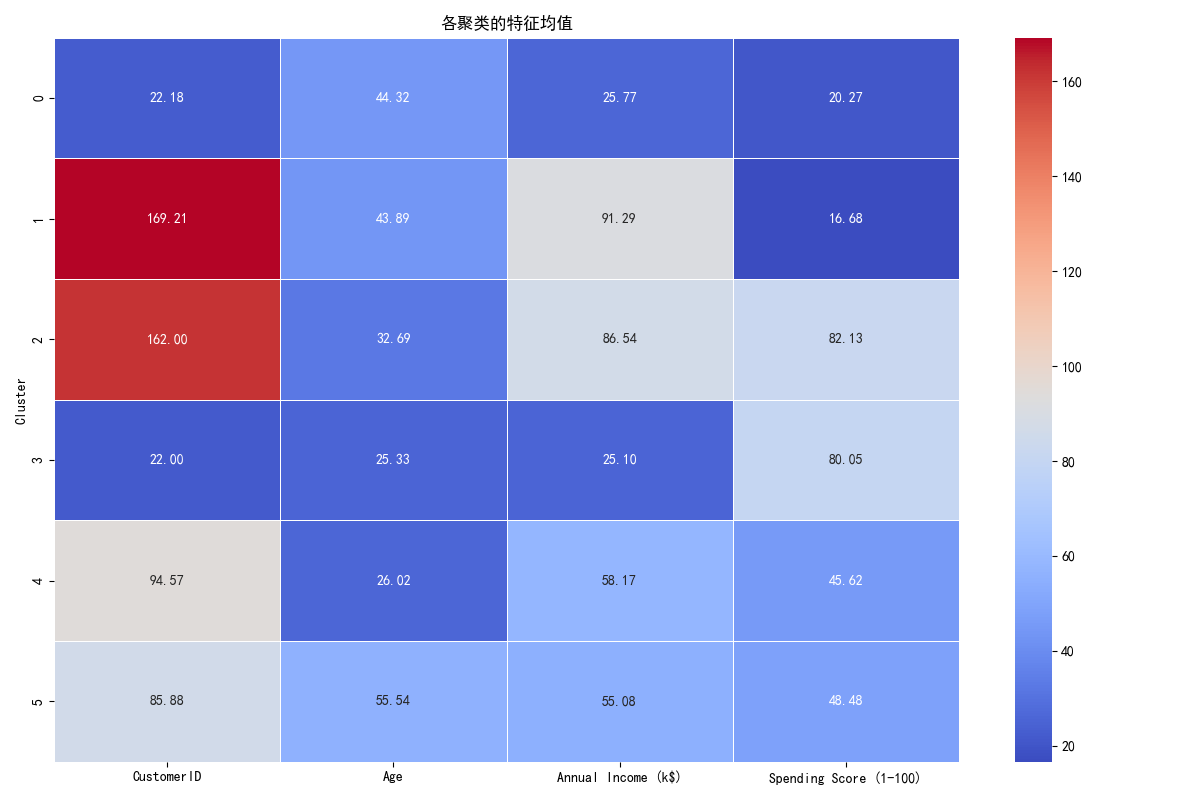 各聚类的特征均值
0 22.18 44.32 25.77 20.27
1 169.21 43.89 91.29 16.68
2 162.00 32.69 86.54 82.13
3 22.00 25.33 25.10 80.05
4 94.57 26.02 58.17 45.62
5 85.88 55.54 55.08 48.48
Cluster
CustomerID Age Annual Income (k$) Spending Score (1-100)
160
140
120
100
80
60
40
20